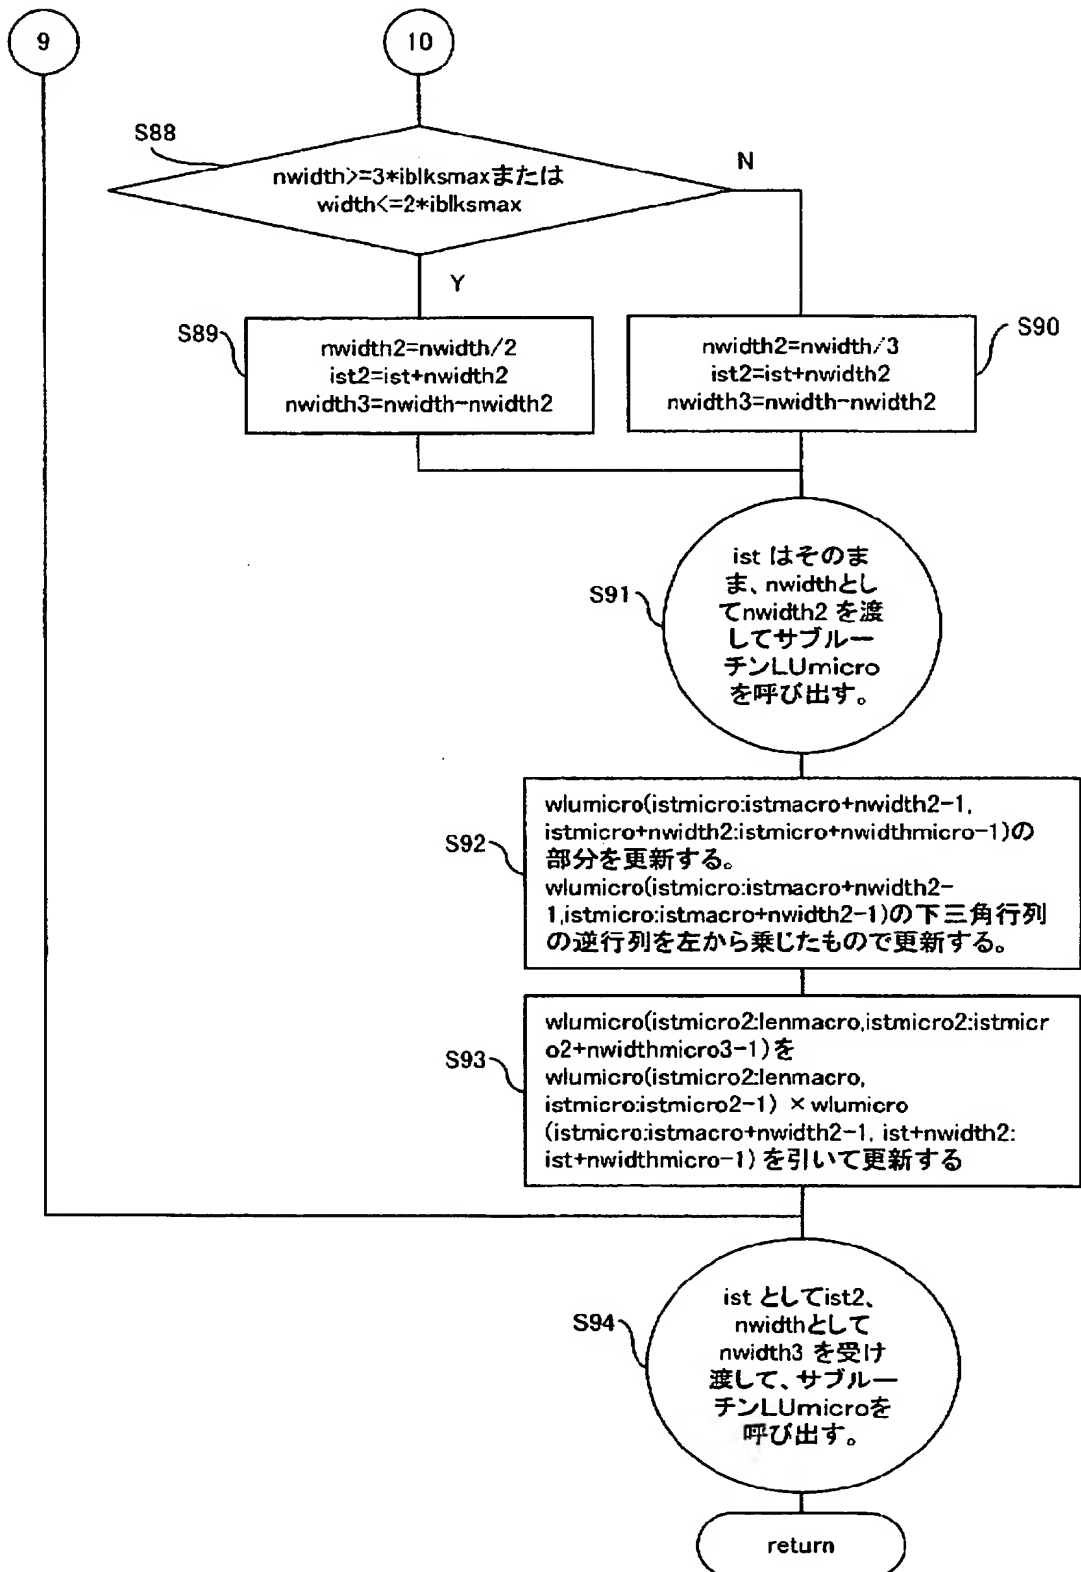 9
10
S88
nwidth>=3*iblksmaxまたは
width<=2*iblksmax
N
Y
S89
nwidth2=nwidth/2
ist2=ist+nwidth2
nwidth3=nwidth-nwidth2
S90
nwidth2=nwidth/3
ist2=ist+nwidth2
nwidth3=nwidth-nwidth2
S91
ist はそのま
ま、nwidthとし
てnwidth2 を渡
してサブルー
チンLUmicro
を呼び出す。
S92
wlumicro(istmicro:istmacro+nwidth2-1,
istmicro+nwidth2:istmicro+nwidthmicro-1)の
部分を更新する。
wlumicro(istmicro:istmacro+nwidth2-
1,istmicro:istmacro+nwidth2-1)の下三角行列
の逆行列を左から乗じたもので更新する。
S93
wlumicro(istmicro2:lenmacro,istmicro2:istmicr
o2+nwidthmicro3-1)を
wlumicro(istmicro2:lenmacro,
istmicro:istmicro2-1) ×wlumicro
(istmicro:istmacro+nwidth2-1, ist+nwidth2:
ist+nwidthmicro-1) を引いて更新する
S94
ist としてist2、
nwidthとして
nwidth3 を受け
渡して、サブルー
チンLUmicroを
呼び出す。
return